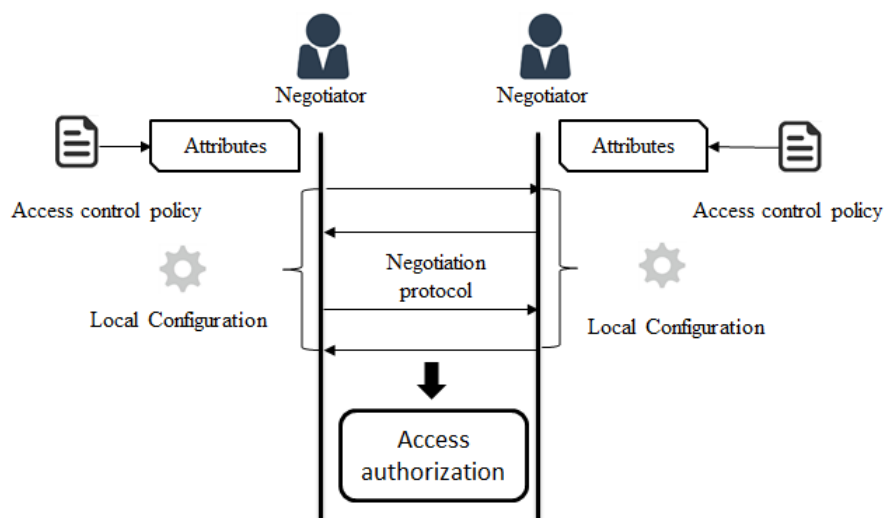 Negotiator
Negotiator
Attributes
Attributes
Access control policy
Access control policy
Negotiation
protocol
Local Configuration
Local Configuration
Access
authorization